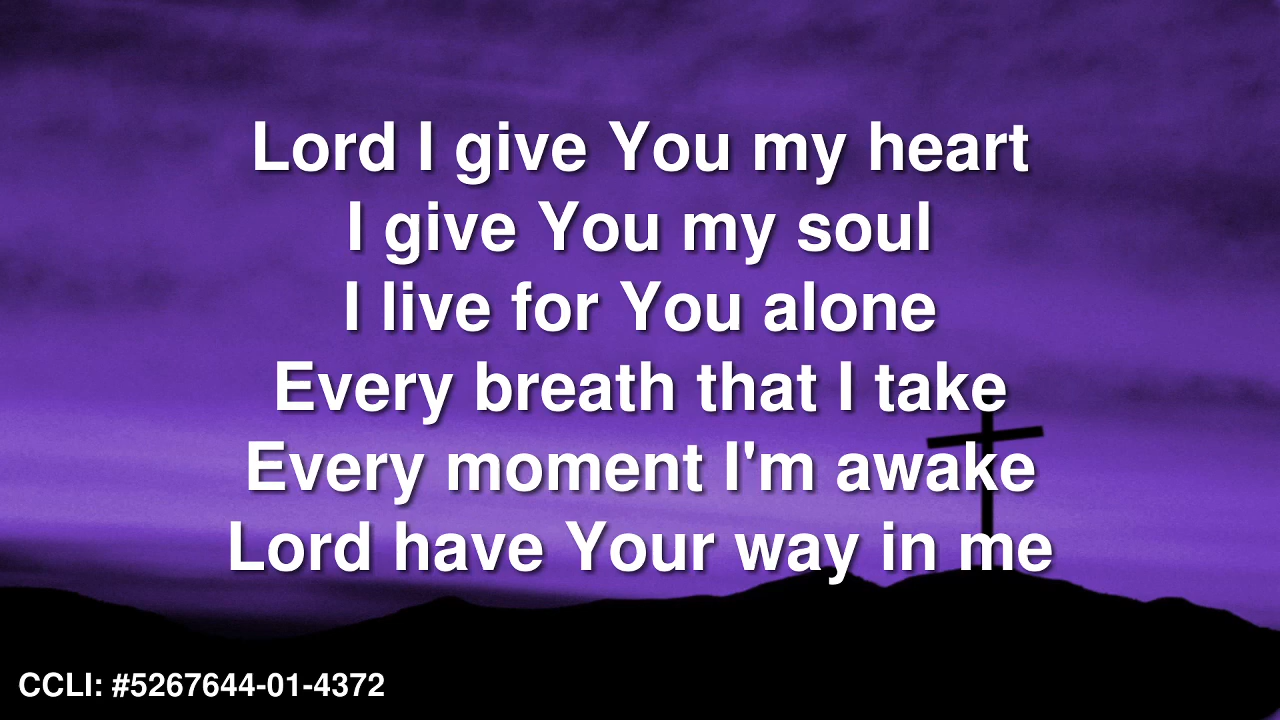 Lord I give You my heart
I give You my soul
I live for You alone
Every breath that I take
Every moment I'm awake
Lord have Your way in me
CCLI: #5267644-01-4372